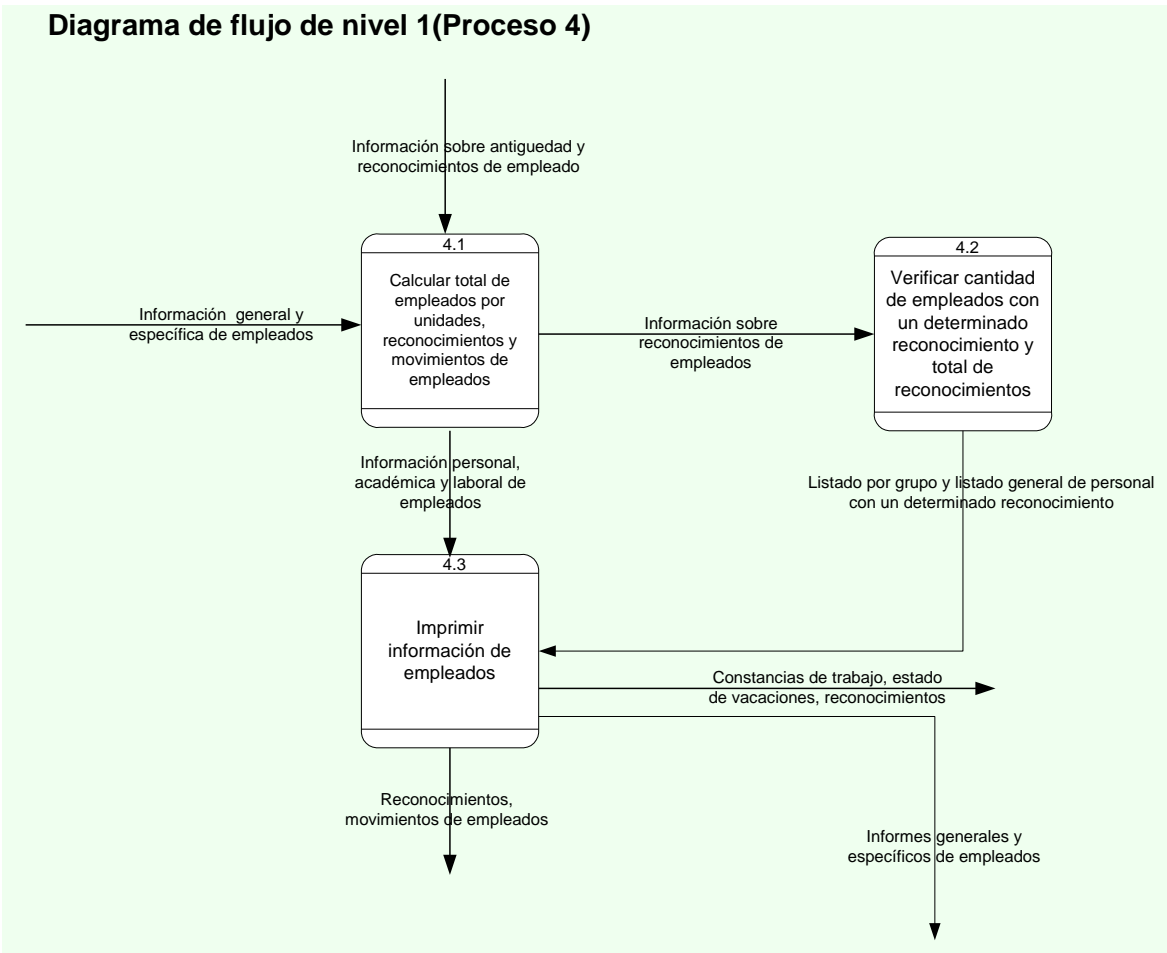 Diagrama de flujo de nivel 1(Proceso 4)
Información sobre antiguedad y
reconocimientos de empleado
4.1
Calcular total de
empleados por
unidades,
reconocimientos y
movimientos de
empleados
Información general y
específica de empleados
Información sobre
reconocimientos de
empleados
4.2
Verificar cantidad
de empleados con
un determinado
reconocimiento y
total de
reconocimientos
Información personal,
académica y laboral de
empleados
Listado por grupo y listado general de personal
con un determinado reconocimiento
4.3
Imprimir
información de
empleados
Constancias de trabajo, estado
de vacaciones, reconocimientos
Reconocimientos,
movimientos de empleados
Informes generales y
específicos de empleados